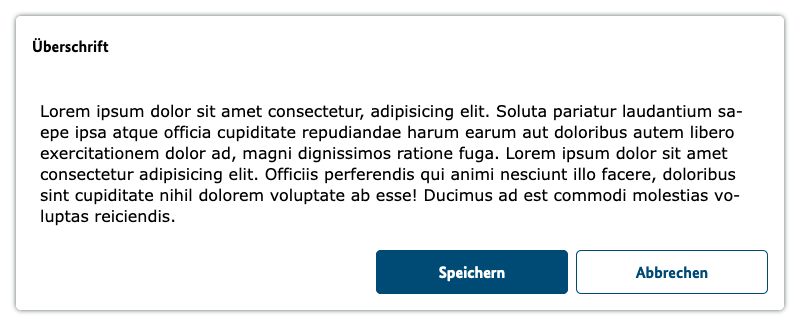 Überschrift
Lorem ipsum dolor sit amet consectetur, adipisicing elit. Soluta pariatur laudantium sa-
epe ipsa atque officia cupiditate repudiandae harum earum aut doloribus autem libero
exercitationem dolor ad, magni dignissimos ratione fuga. Lorem ipsum dolor sit amet
consectetur adipisicing elit. Officiis perferendis qui animi nesciunt illo facere, doloribus
sint cupiditate nihil dolorem voluptate ab esse! Ducimus ad est commodi molestias vo-
luptas reiciendis.
Speichern
Abbrechen